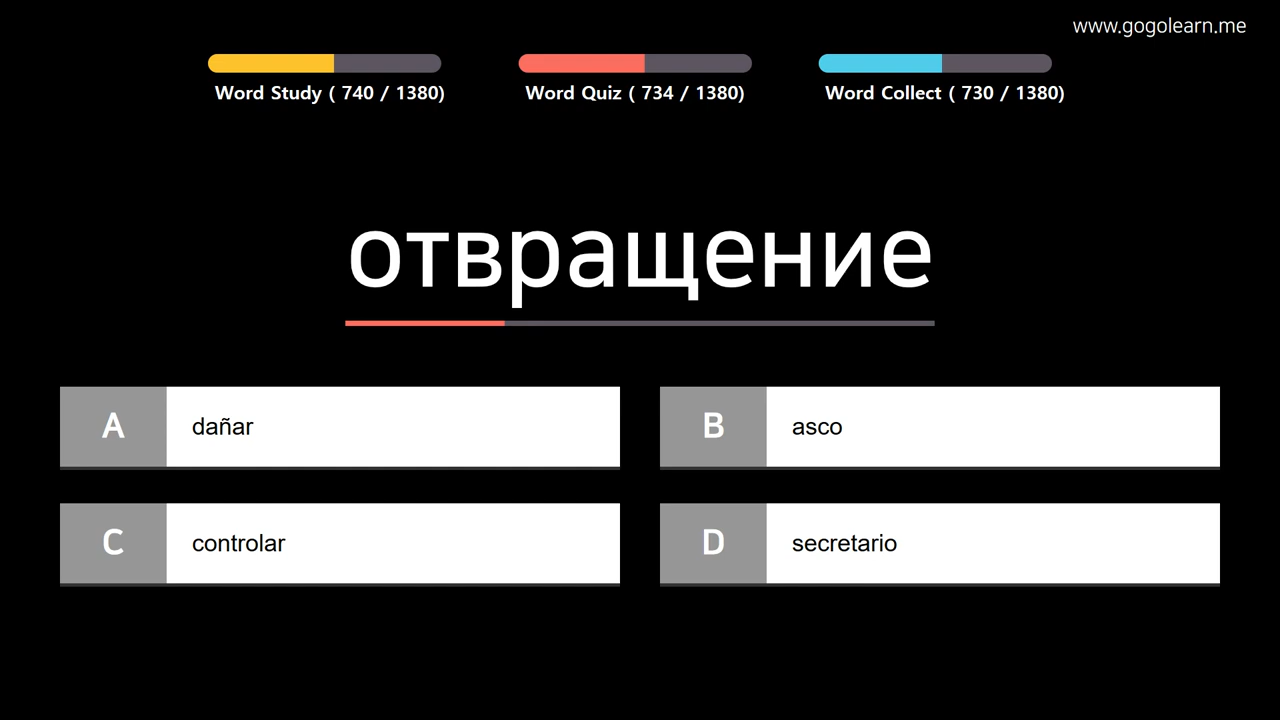 www.gogolearn.me
Word Study ( 740 / 1380)
Word Quiz ( 734 / 1380)
Word Collect ( 730 / 1380)
отвращение
A dañar
B asco
C controlar
D secretario